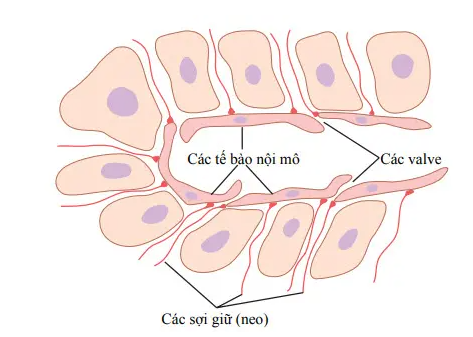 Các tế bào nội mô
Các valve
Các sợi giữ (neo)